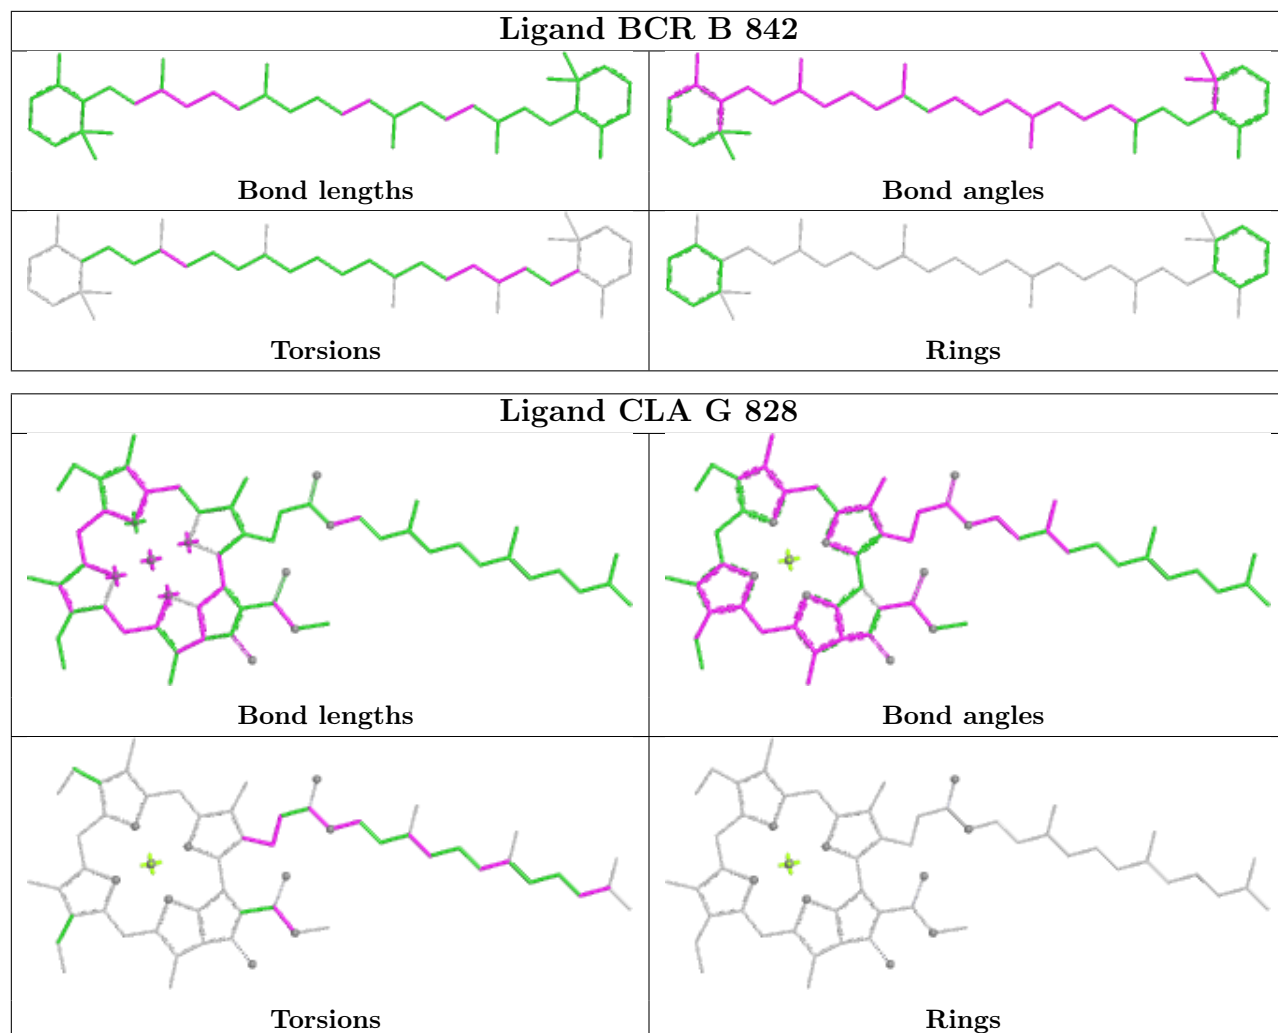 Ligand BCR B 842
Bond lengths
Bond angles
Torsions
Rings
Ligand CLA G 828
Bond lengths
Bond angles
Torsions
Rings